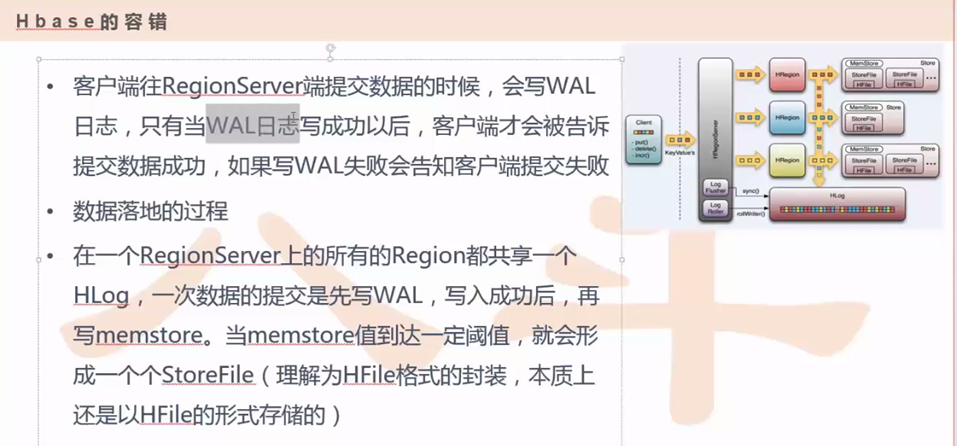 Hbase的容错
• 客户端往RegionServer端提交数据的时候，会写WAL
日志，只有当WAL日志写成功以后，客户端才会被告诉
提交数据成功，如果写WAL失败会告知客户端提交失败
• 数据落地的过程
• 在一个RegionServer上的所有的Region都共享一个
HLog，一次数据的提交是先写WAL，写入成功后，再
写memstore。当memstore值到达一定阈值，就会形
成一个个StoreFile（理解为HFile格式的封装，本质上
还是以HFile的形式存储的）
Client
- put()
- delete()
- incr()
KeyValue's
HRegionServer
Log
Flusher
Log
Roller
sync()
rollWriter()
HRegion
HRegion
HRegion
MemStore
Store
StoreFile
HFile
StoreFile
HFile
...
MemStore
Store
StoreFile
HFile
MemStore
Store
StoreFile
HFile
StoreFile
HFile
...
HLog
八斗